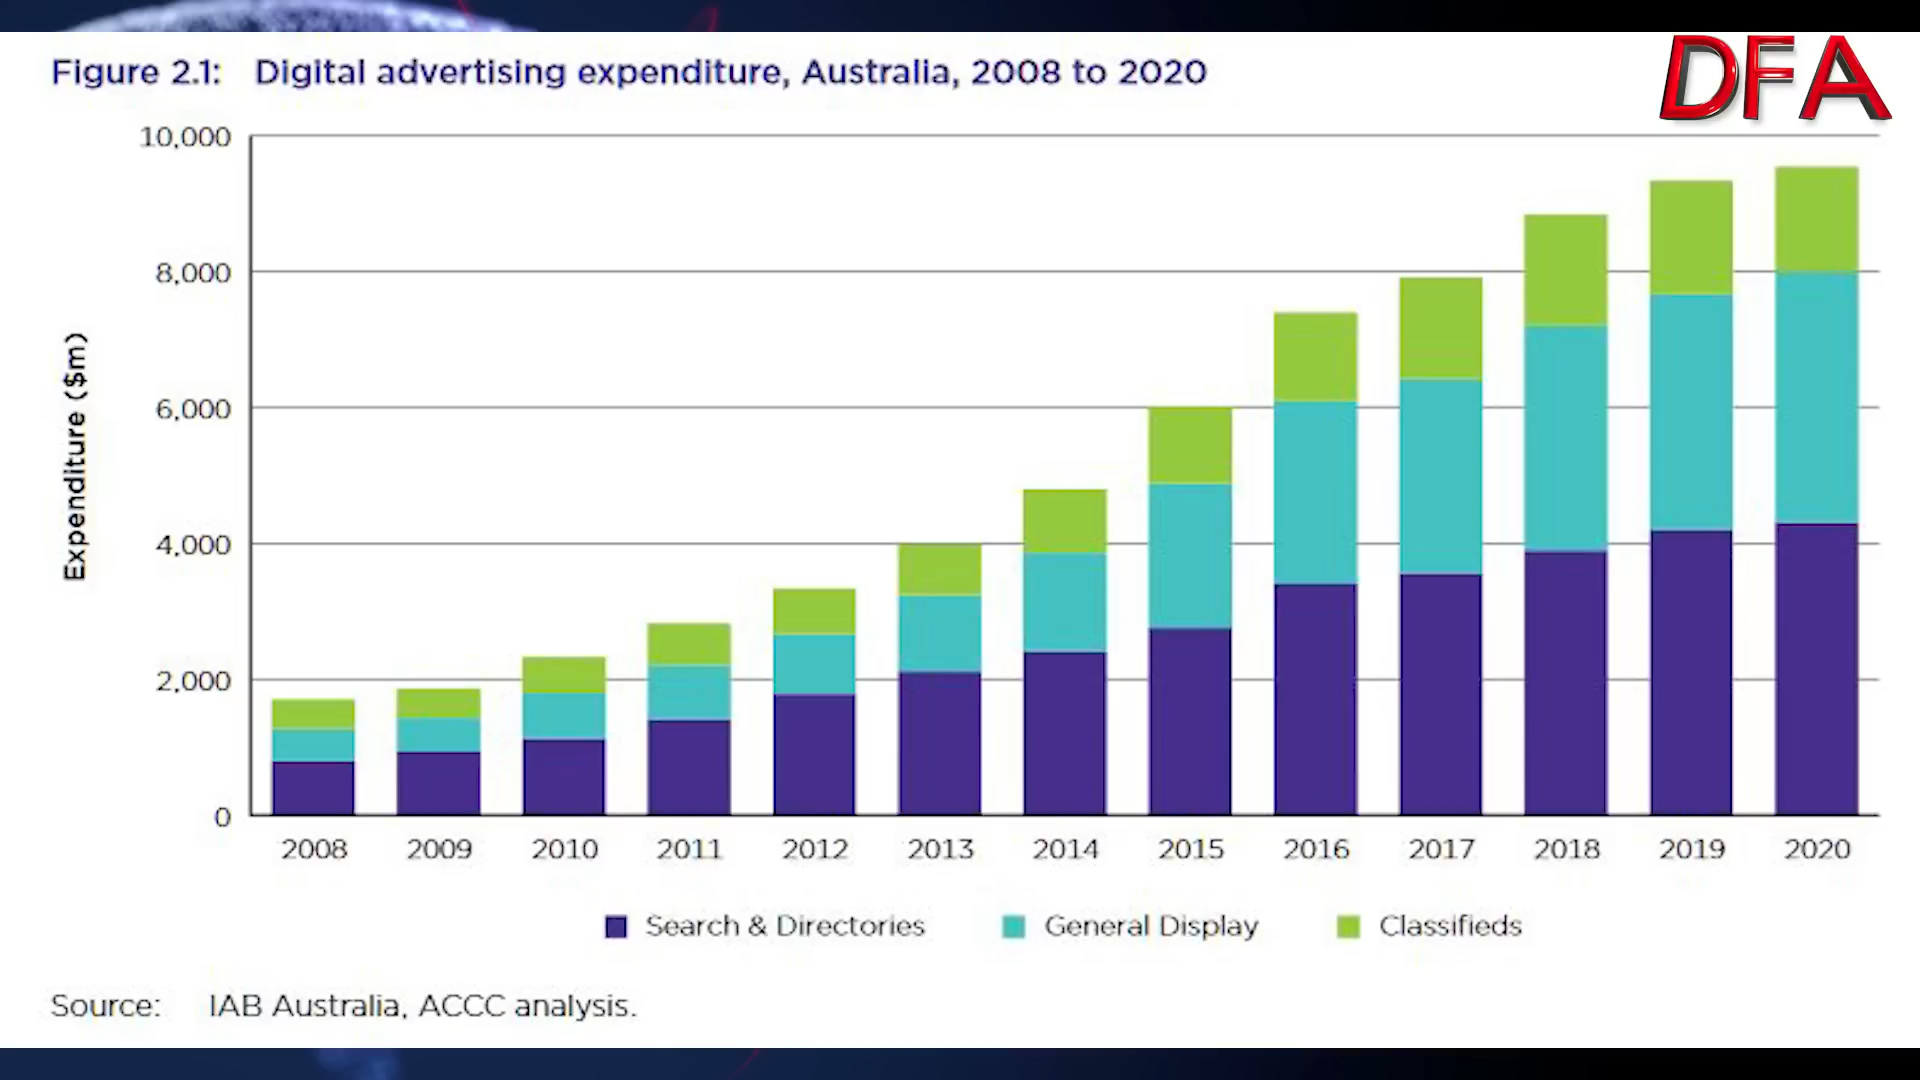 DFA
Figure 2.1: Digital advertising expenditure, Australia, 2008 to 2020
Expenditure ($m)
10,000
8,000
6,000
4,000
2,000
0
2008 2009 2010 2011 2012 2013 2014 2015 2016 2017 2018 2019 2020
Search & Directories General Display Classifieds
Source: IAB Australia, ACCC analysis.